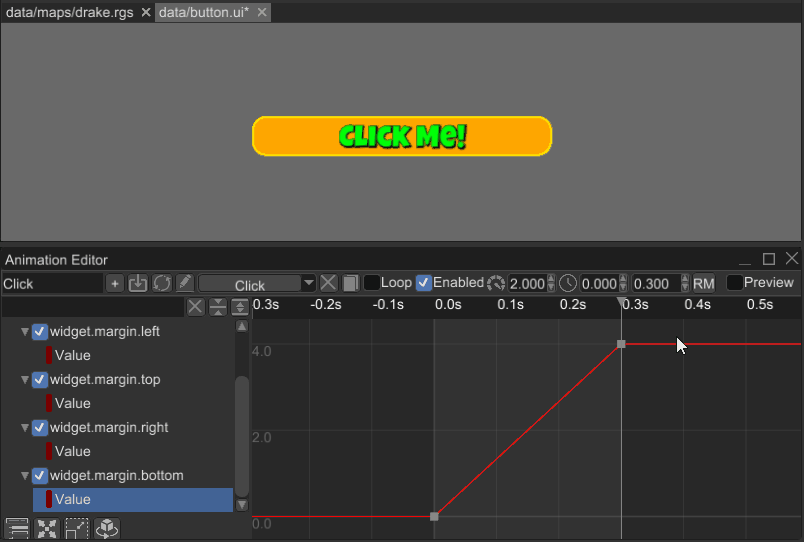 data/maps/drake.rgs data/button.ui*
CLICK Me!
Animation Editor
Click + Click Loop Enabled 2.000 0.000 0.300 RM Preview
0.3s -0.2s -0.1s 0.0s 0.1s 0.2s 0.3s 0.4s 0.5s
widget.margin.left
Value
widget.margin.top
Value
widget.margin.right
Value
widget.margin.bottom
Value
4.0
2.0
0.0